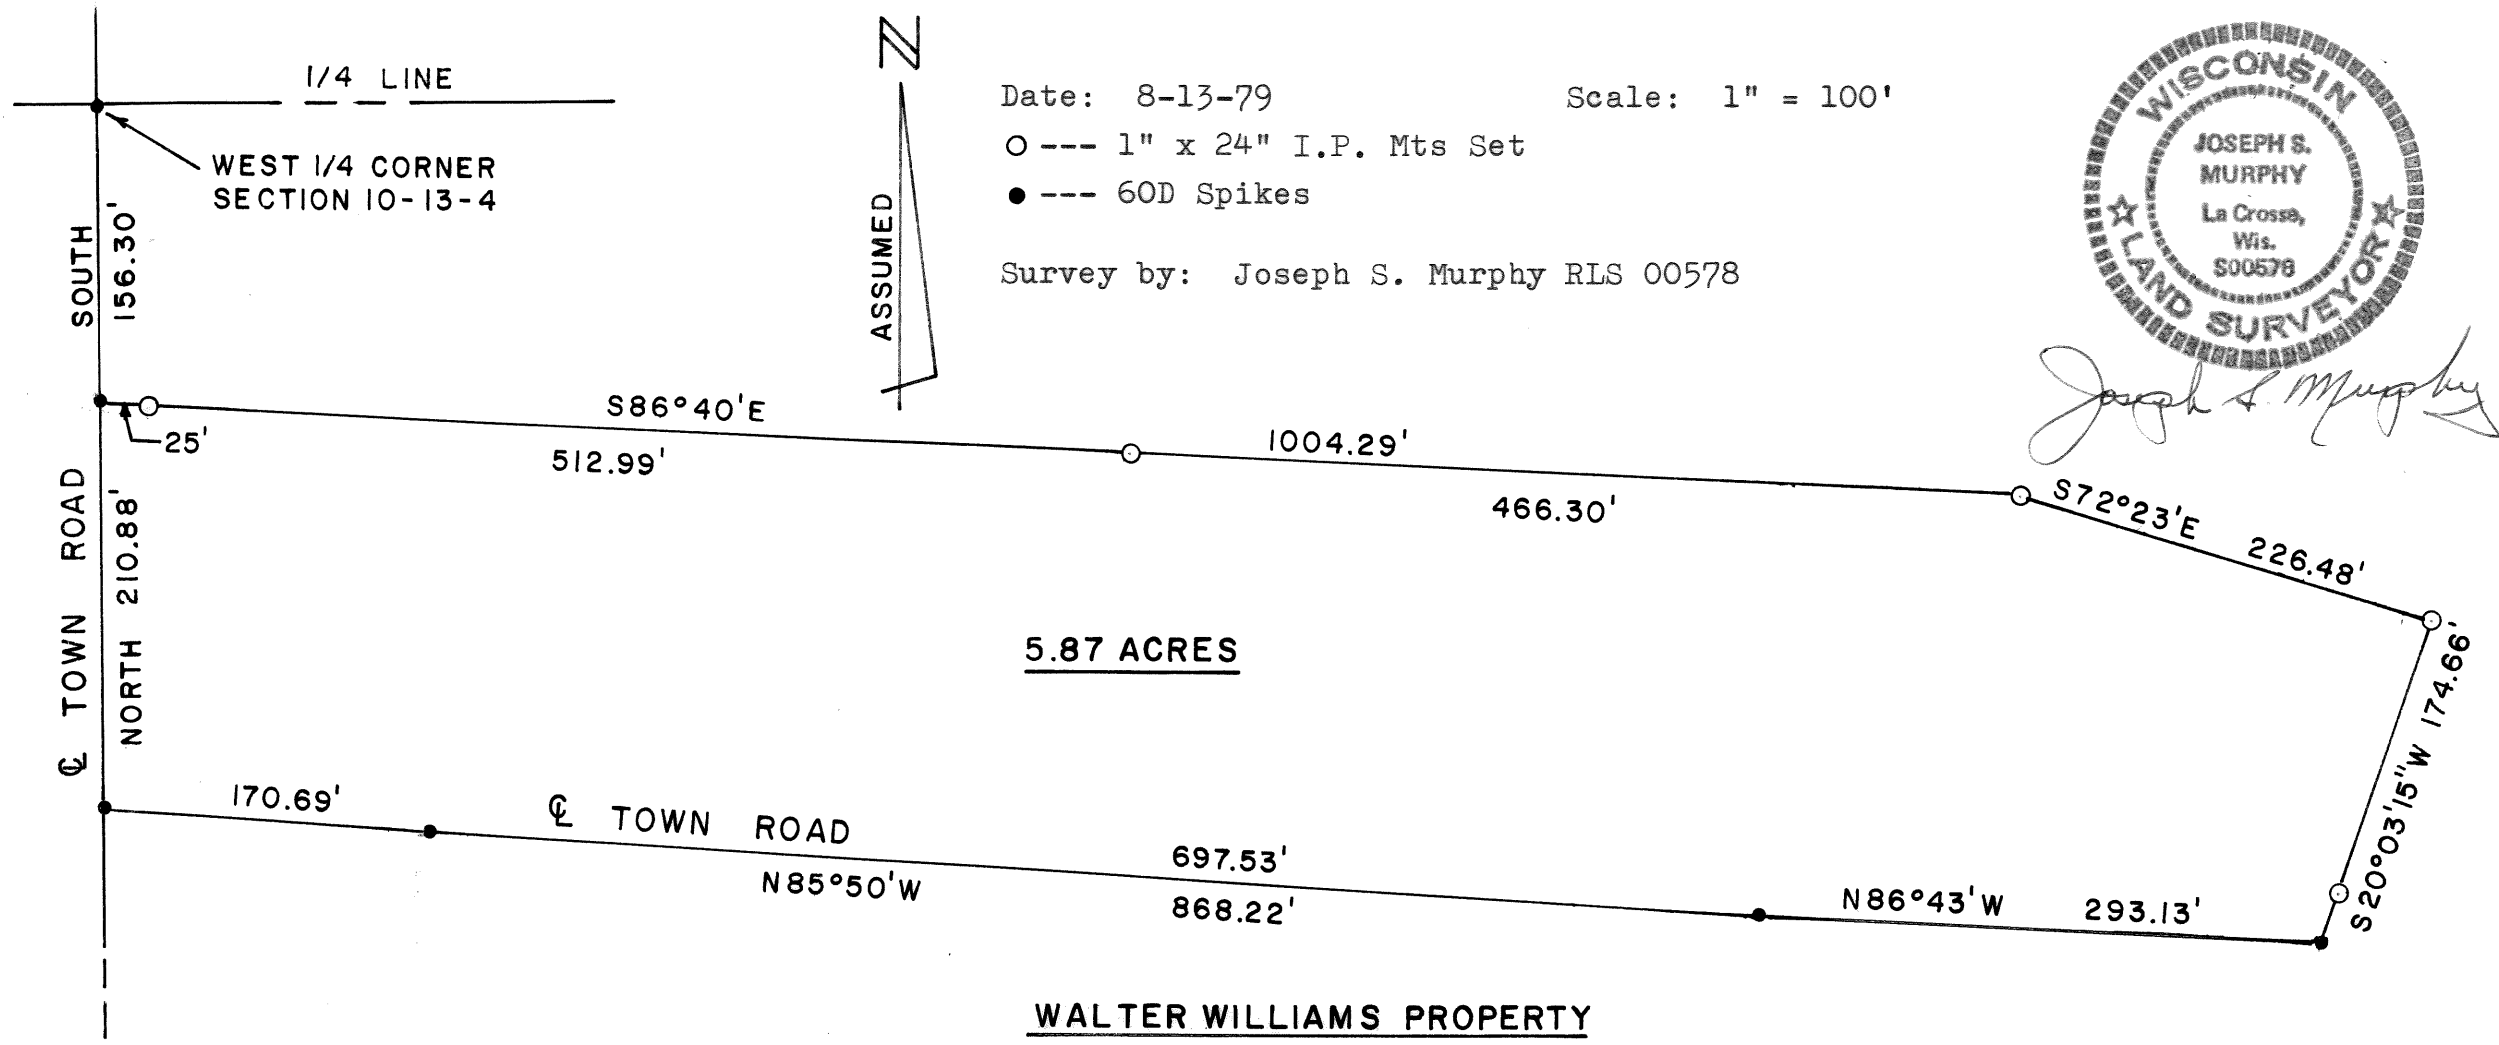 N
1/4 LINE
Date: 8-13-79
Scale: 1" = 100'
○ --- 1" x 24" I.P. Mts Set
● --- 60D Spikes
Survey by: Joseph S. Murphy RLS 00578
WISCONSIN
JOSEPH S.
MURPHY
La Crosse,
Wis.
S00578
☆ LAND SURVEYOR ☆
Joseph S. Murphy
WEST 1/4 CORNER
SECTION 10-13-4
SOUTH
156.30'
ASSUMED
25'
S86°40'E
512.99'
1004.29'
466.30'
S72°23'E
226.48'
℄ TOWN ROAD
NORTH 210.88'
5.87 ACRES
S20°03'15"W 174.66'
170.69'
℄ TOWN ROAD
697.53'
N85°50'W
868.22'
N86°43'W
293.13'
WALTER WILLIAMS PROPERTY